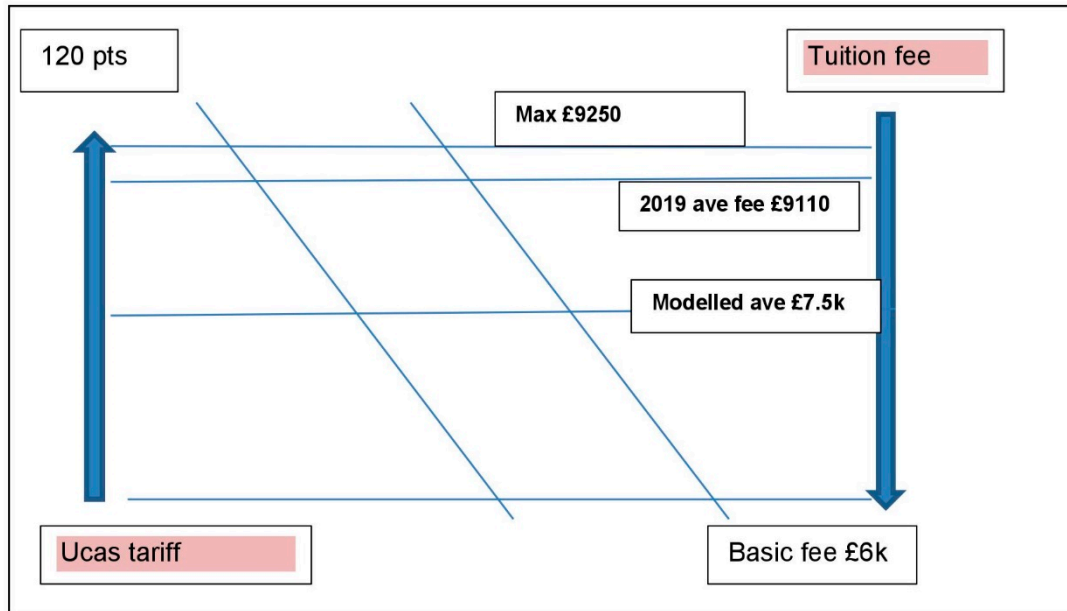 120 pts
Tuition fee
Max £9250
2019 ave fee £9110
Modelled ave £7.5k
Ucas tariff
Basic fee £6k